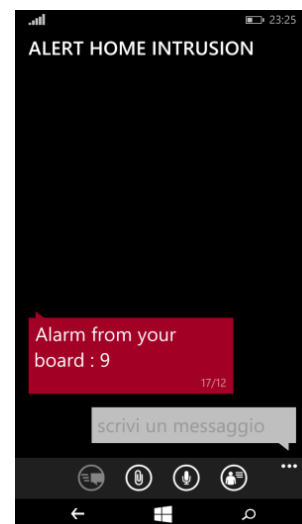 23:25
ALERT HOME INTRUSION
Alarm from your
board : 9
17/12
scrivi un messaggio